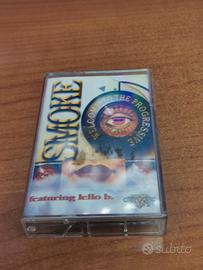 SMOKE
WELCOME TO THE PROGRESSIVE
featuring lello b.
subito